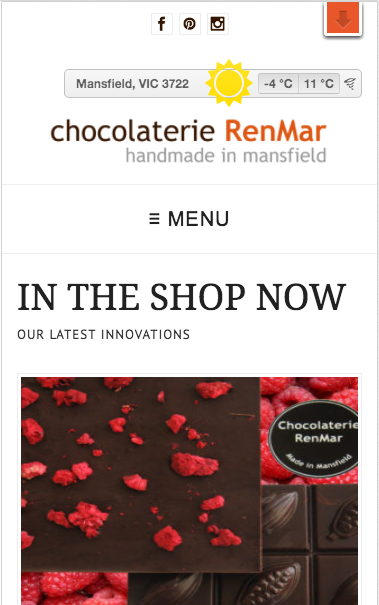 Mansfield, VIC 3722
-4 °C
11 °C
chocolaterie RenMar
handmade in mansfield
MENU
IN THE SHOP NOW
OUR LATEST INNOVATIONS
Chocolaterie
RenMar
Made in Mansfield